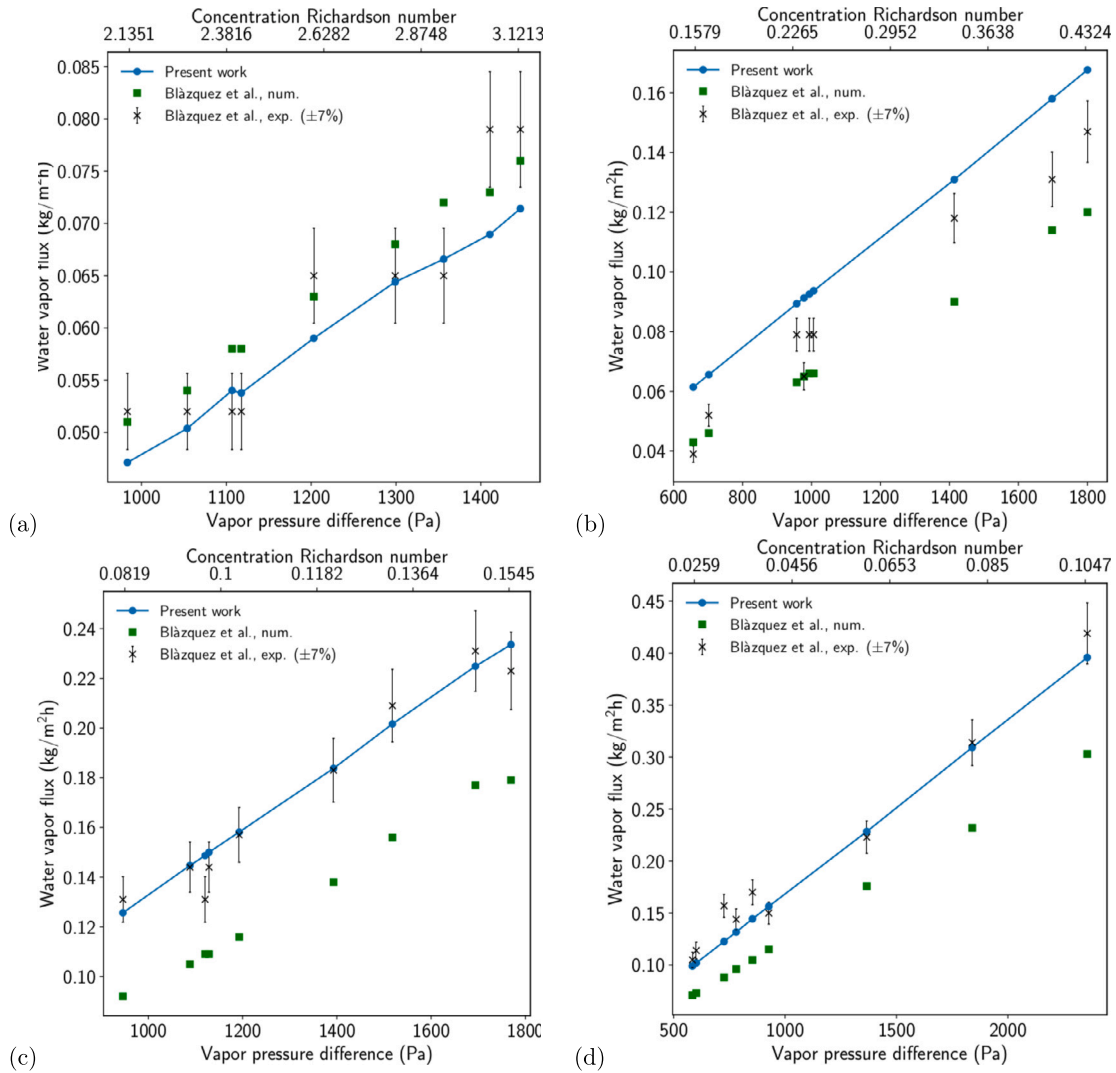 Concentration Richardson number
2.1351 2.3816 2.6282 2.8748 3.1213
Present work
Blàzquez et al., num.
Blàzquez et al., exp. (±7%)
Water vapor flux (kg/m²h)
0.085
0.080
0.075
0.070
0.065
0.060
0.055
0.050
1000 1100 1200 1300 1400
Vapor pressure difference (Pa)
(a)
Concentration Richardson number
0.1579 0.2265 0.2952 0.3638 0.4324
Present work
Blàzquez et al., num.
Blàzquez et al., exp. (±7%)
Water vapor flux (kg/m²h)
0.16
0.14
0.12
0.10
0.08
0.06
0.04
600 800 1000 1200 1400 1600 1800
Vapor pressure difference (Pa)
(b)
Concentration Richardson number
0.0819 0.1 0.1182 0.1364 0.1545
Present work
Blàzquez et al., num.
Blàzquez et al., exp. (±7%)
Water vapor flux (kg/m²h)
0.24
0.22
0.20
0.18
0.16
0.14
0.12
0.10
1000 1200 1400 1600 1800
Vapor pressure difference (Pa)
(c)
Concentration Richardson number
0.0259 0.0456 0.0653 0.085 0.1047
Present work
Blàzquez et al., num.
Blàzquez et al., exp. (±7%)
Water vapor flux (kg/m²h)
0.45
0.40
0.35
0.30
0.25
0.20
0.15
0.10
500 1000 1500 2000
Vapor pressure difference (Pa)
(d)